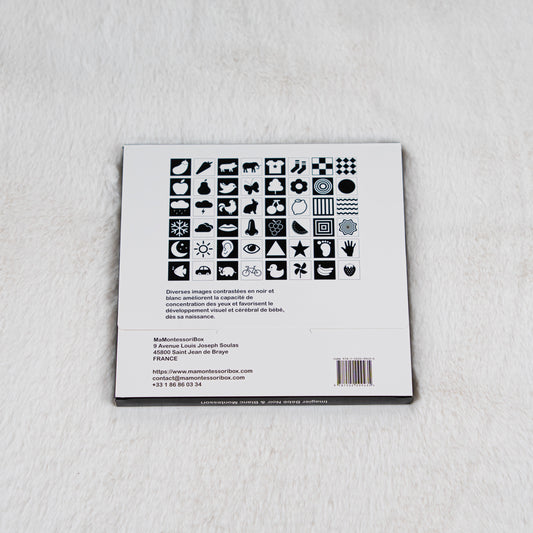 Diverses images contrastées en noir et
blanc améliorent la capacité de
concentration des yeux et favorisent le
développement visuel et cérébral de bébé,
dès sa naissance.
MaMontessoriBox
9 Avenue Louis Joseph Soulas
45800 Saint Jean de Braye
FRANCE
https://www.mamontessoribox.com
contact@mamontessoribox.com
+33 1 86 86 03 34
Imagier Bébé Noir & Blanc Montessori